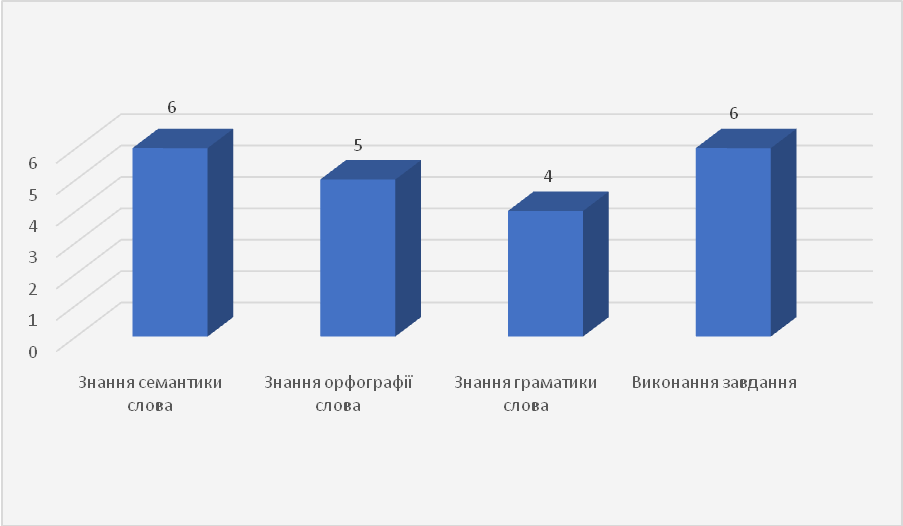 6
5
4
6
6
5
4
3
2
1
0
Знання семантики
слова
Знання орфографії
слова
Знання граматики
слова
Виконання завдання